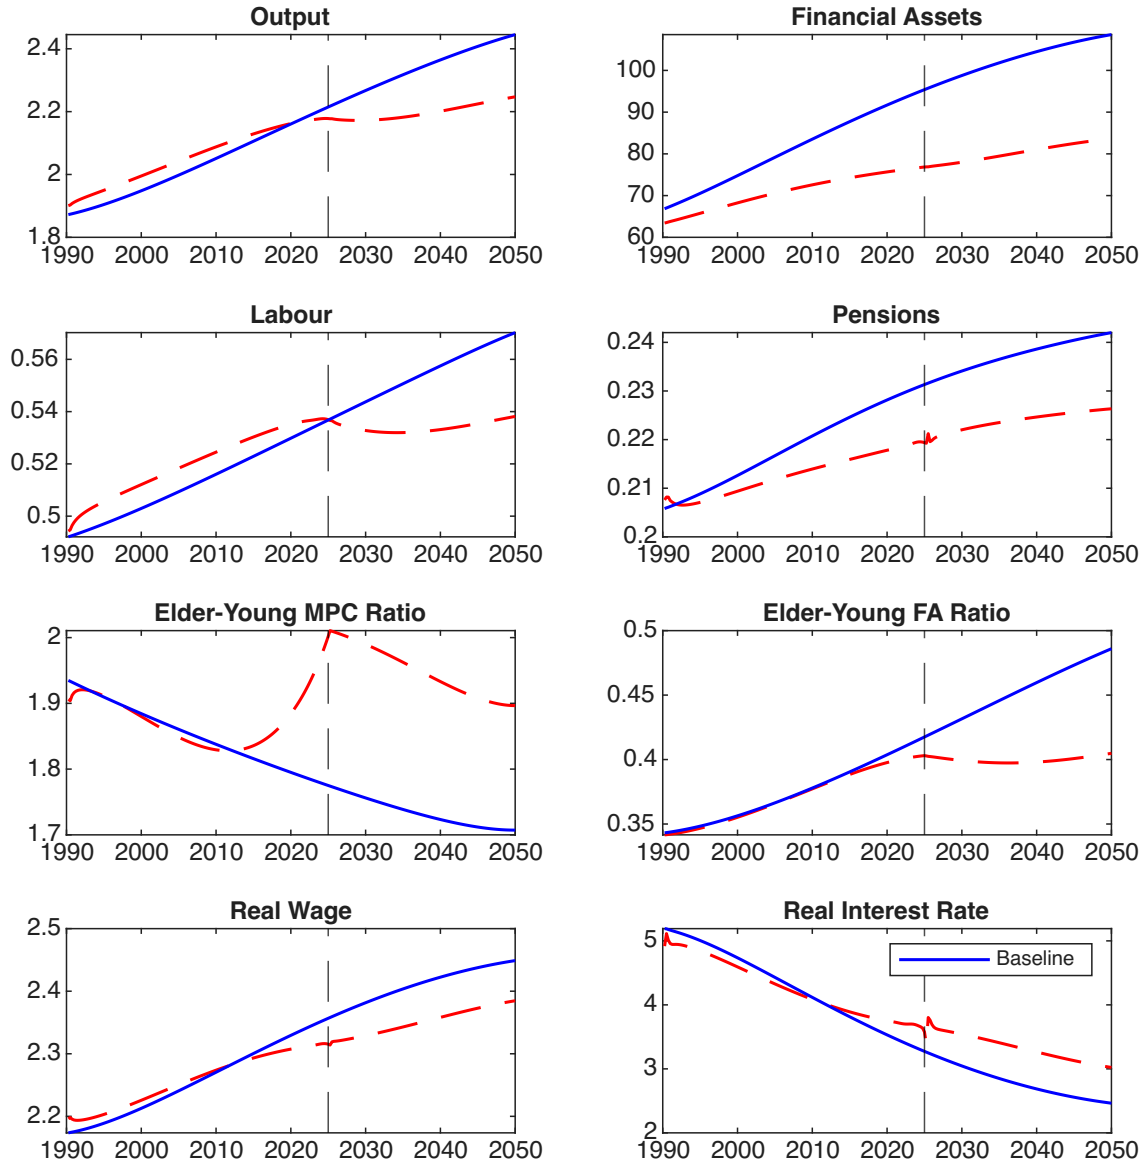 Output
2.4
2.2
2
1.8
1990 2000 2010 2020 2030 2040 2050
Financial Assets
100
90
80
70
60
1990 2000 2010 2020 2030 2040 2050
Labour
0.56
0.54
0.52
0.5
1990 2000 2010 2020 2030 2040 2050
Pensions
0.24
0.23
0.22
0.21
0.2
1990 2000 2010 2020 2030 2040 2050
Elder-Young MPC Ratio
2
1.9
1.8
1.7
1990 2000 2010 2020 2030 2040 2050
Elder-Young FA Ratio
0.5
0.45
0.4
0.35
1990 2000 2010 2020 2030 2040 2050
Real Wage
2.5
2.4
2.3
2.2
1990 2000 2010 2020 2030 2040 2050
Real Interest Rate
5
4
3
2
Baseline
1990 2000 2010 2020 2030 2040 2050